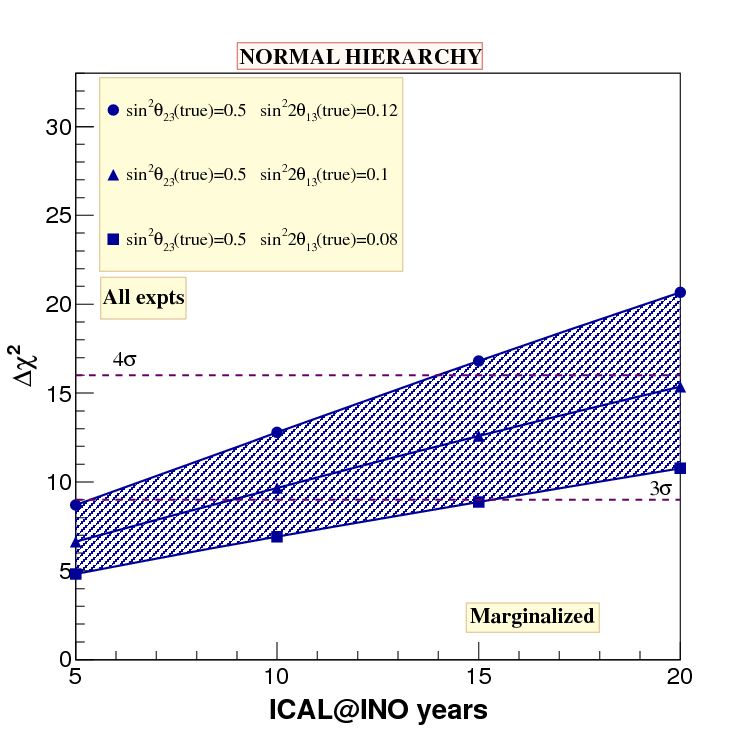 NORMAL HIERARCHY
sin²θ₂₃(true)=0.5 sin²2θ₁₃(true)=0.12
sin²θ₂₃(true)=0.5 sin²2θ₁₃(true)=0.1
sin²θ₂₃(true)=0.5 sin²2θ₁₃(true)=0.08
All expts
4σ
3σ
Marginalized
Δχ²
30
25
20
15
10
5
0
5 10 15 20
ICAL@INO years